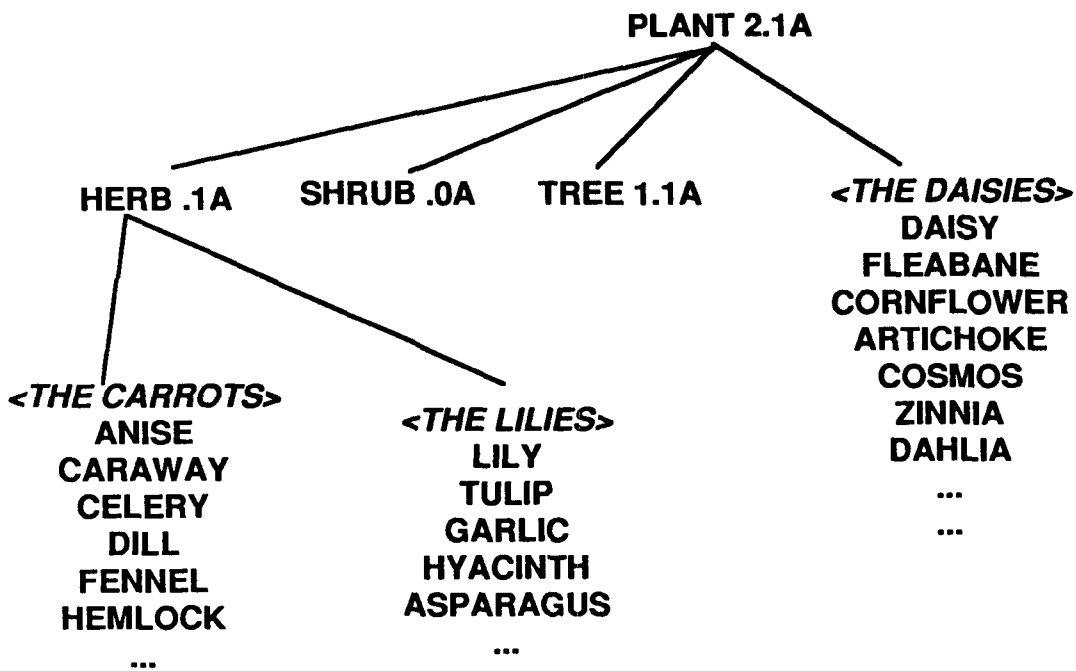 PLANT 2.1A
HERB .1A
SHRUB .0A
TREE 1.1A
<THE DAISIES>
DAISY
FLEABANE
CORNFLOWER
ARTICHOKE
COSMOS
ZINNIA
DAHLIA
...
...
<THE CARROTS>
ANISE
CARAWAY
CELERY
DILL
FENNEL
HEMLOCK
...
<THE LILIES>
LILY
TULIP
GARLIC
HYACINTH
ASPARAGUS
...